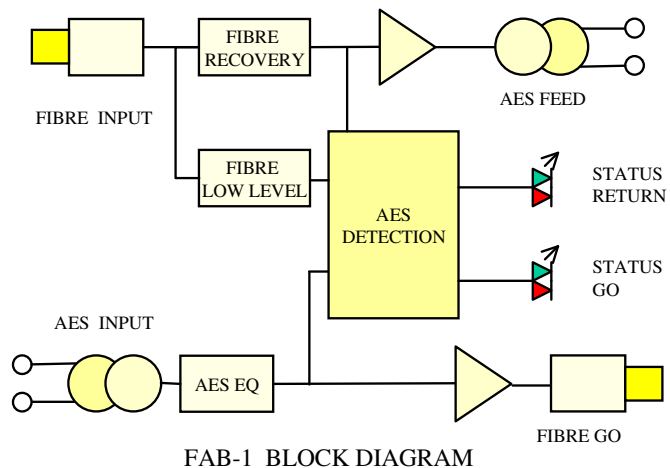 FIBRE
RECOVERY
FIBRE INPUT
AES FEED
FIBRE
LOW LEVEL
AES
DETECTION
STATUS
RETURN
STATUS
GO
AES INPUT
AES EQ
FIBRE GO
FAB-1 BLOCK DIAGRAM